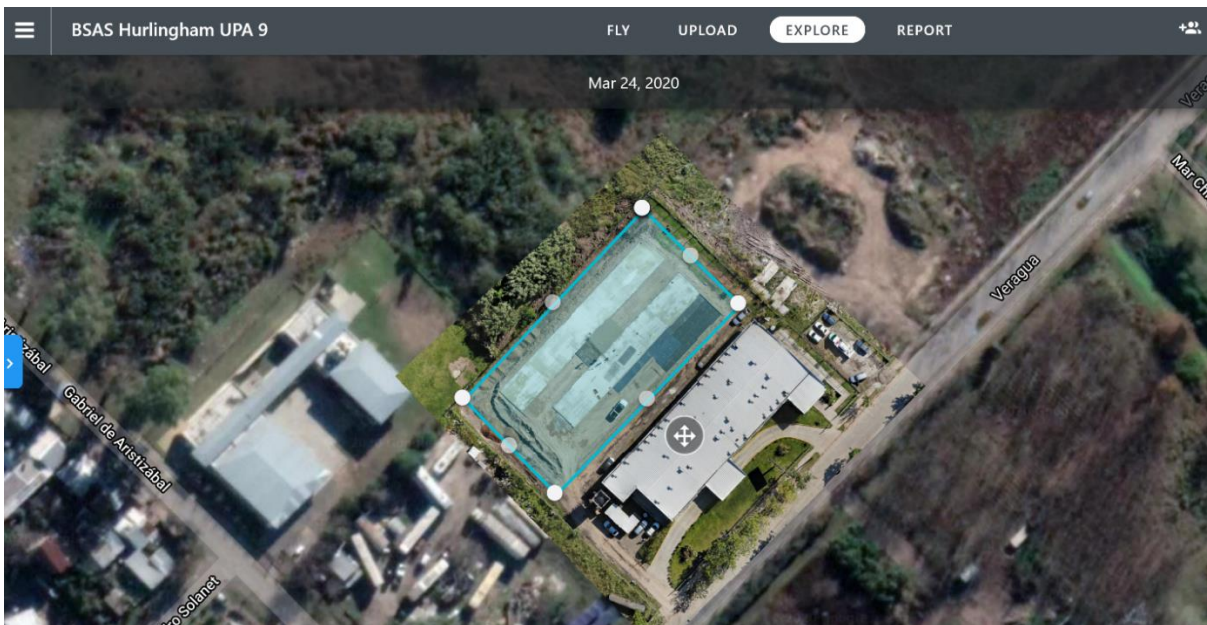 BSAS Hurlingham UPA 9
FLY
UPLOAD
EXPLORE
REPORT
Mar 24, 2020
Veragua
Gabriel de Aristizábal